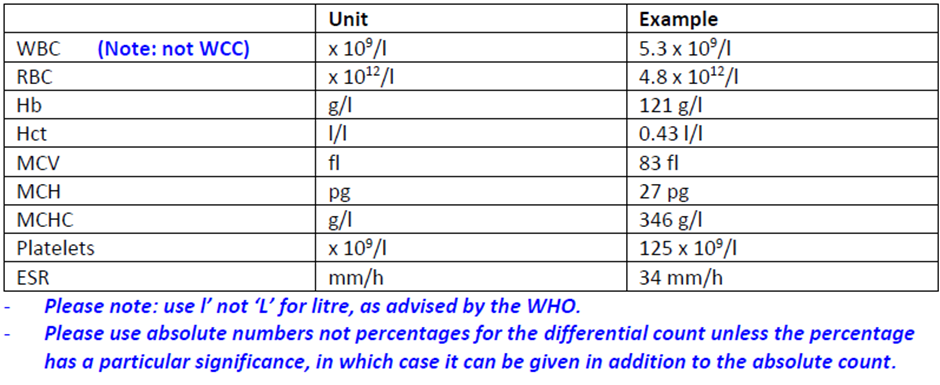 Unit Example
WBC (Note: not WCC) x 10⁹/l 5.3 x 10⁹/l
RBC x 10¹²/l 4.8 x 10¹²/l
Hb g/l 121 g/l
Hct l/l 0.43 l/l
MCV fl 83 fl
MCH pg 27 pg
MCHC g/l 346 g/l
Platelets x 10⁹/l 125 x 10⁹/l
ESR mm/h 34 mm/h
- Please note: use l’ not ‘L’ for litre, as advised by the WHO.
- Please use absolute numbers not percentages for the differential count unless the percentage
has a particular significance, in which case it can be given in addition to the absolute count.